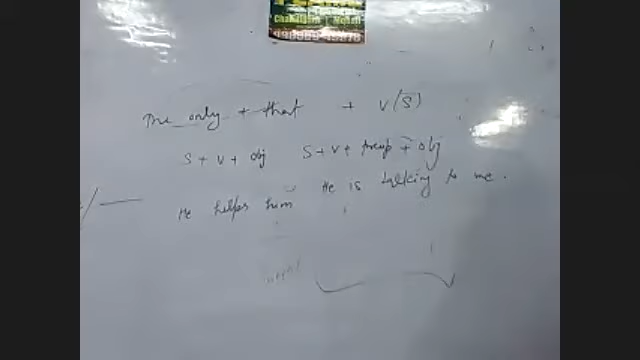 The only + that + V(S)
S + V + obj S + V + Prep + obj
He helps him He is talking to me.